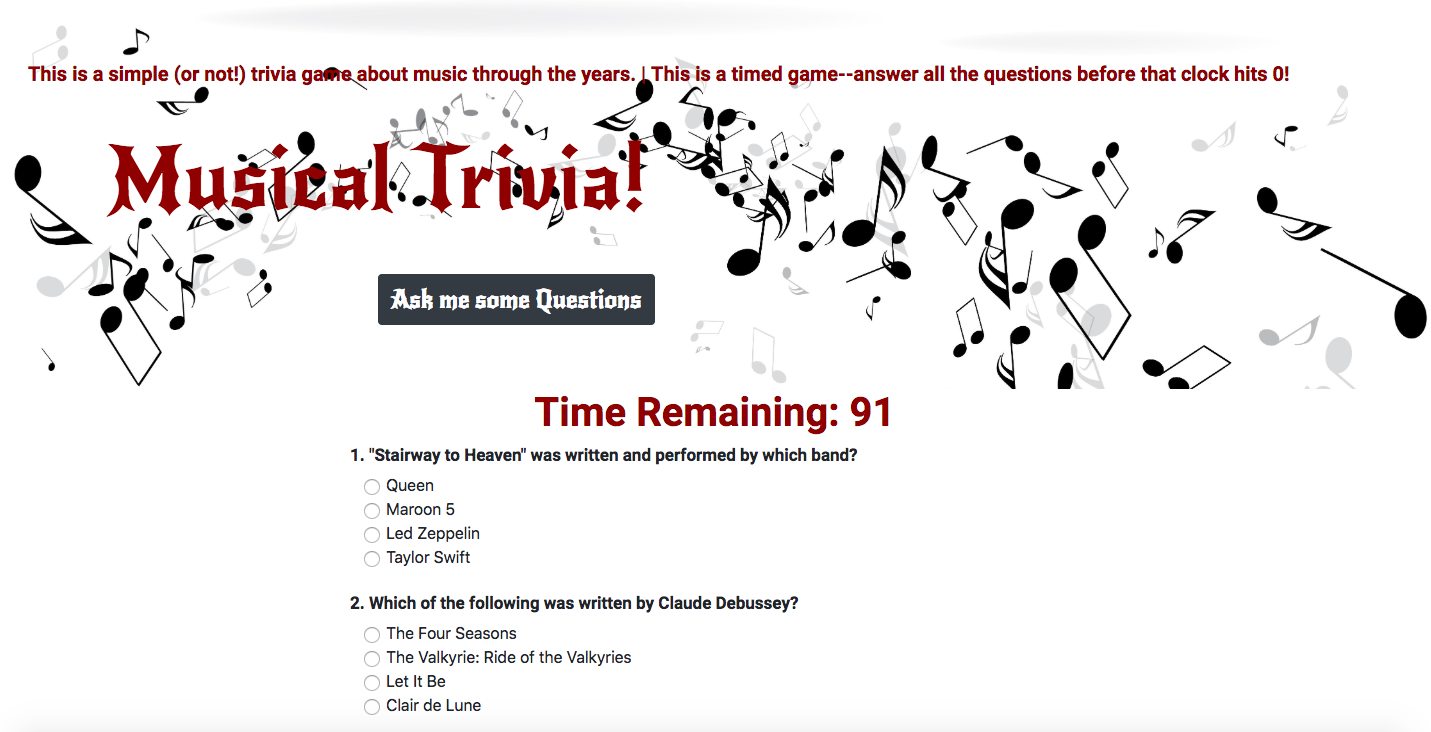 This is a simple (or not!) trivia game about music through the years. | This is a timed game--answer all the questions before that clock hits 0!
Musical Trivia!
Ask me some Questions
Time Remaining: 91
1. "Stairway to Heaven" was written and performed by which band?
Queen
Maroon 5
Led Zeppelin
Taylor Swift
2. Which of the following was written by Claude Debussey?
The Four Seasons
The Valkyrie: Ride of the Valkyries
Let It Be
Clair de Lune